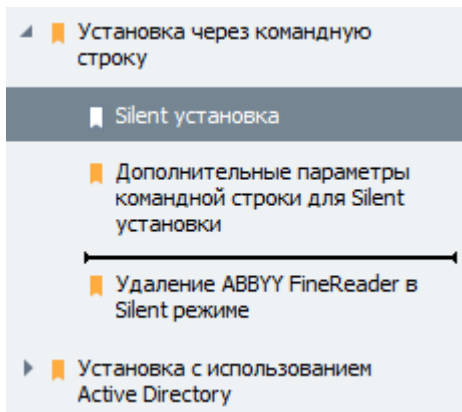 Установка через командную
строку
Silent установка
Дополнительные параметры
командной строки для Silent
установки
Удаление ABBYY FineReader в
Silent режиме
Установка с использованием
Active Directory